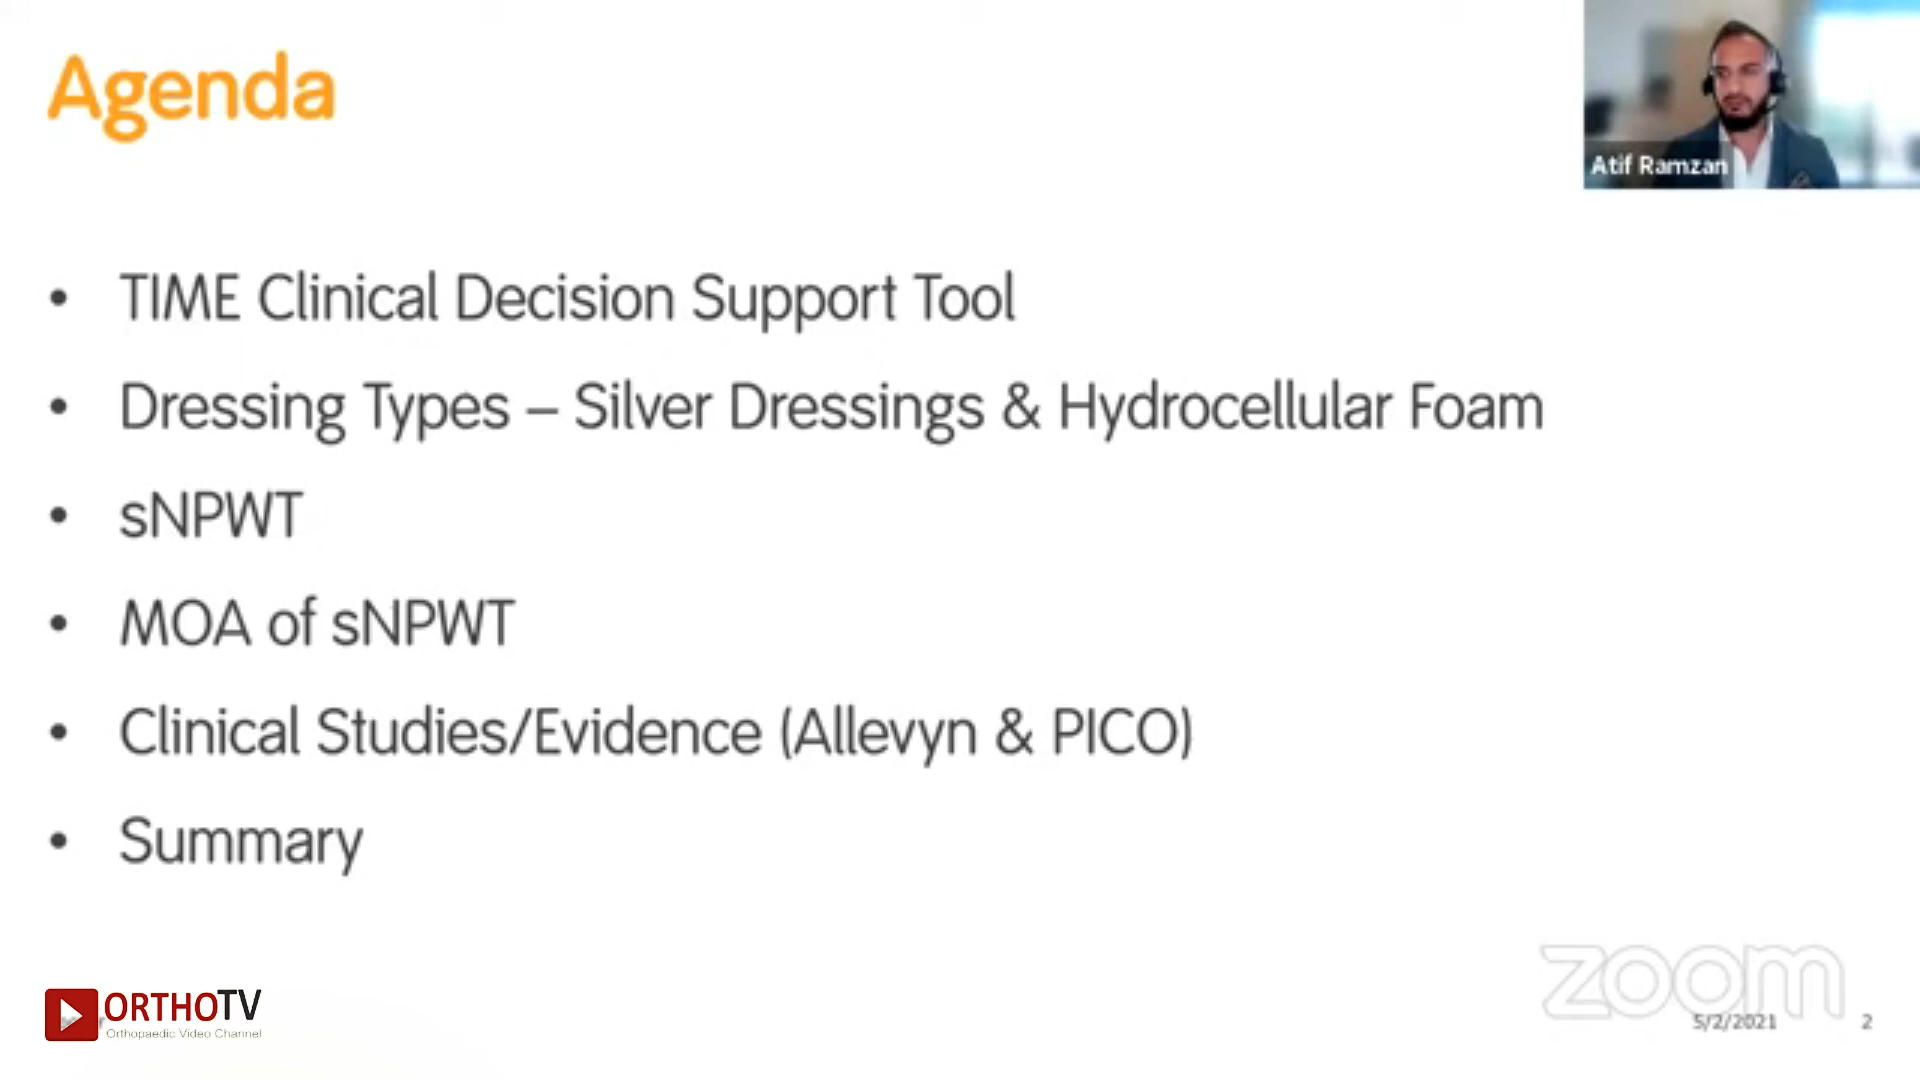 Agenda
Atif Ramzan
• TIME Clinical Decision Support Tool
• Dressing Types – Silver Dressings & Hydrocellular Foam
• sNPWT
• MOA of sNPWT
• Clinical Studies/Evidence (Allevyn & PICO)
• Summary
zoom
ORTHOTV
Orthopaedic Video Channel
5/2/2021 2